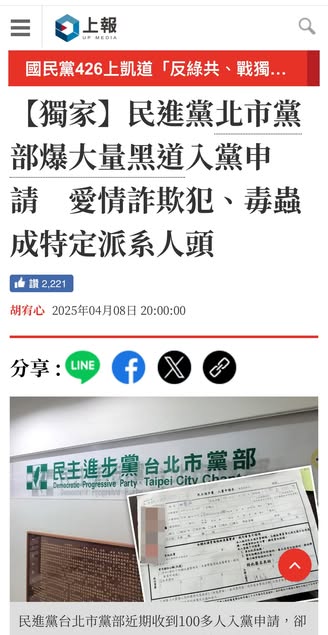 上報
UP MEDIA
國民黨426上凱道「反綠共、戰獨...
【獨家】民進黨北市黨
部爆大量黑道入黨申
請　愛情詐欺犯、毒蟲
成特定派系人頭
讚 2,221
胡宥心 2025年04月08日 20:00:00
分享 :
LINE
民主進步黨台北市黨部
Democratic Progressive Party Taipei City Cha
民進黨台北市黨部近期收到100多人入黨申請，卻